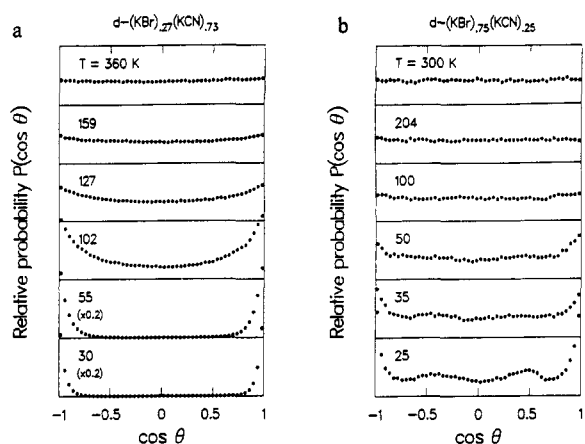 a
d-(KBr).27(KCN).73
Relative probability P(cos θ)
T = 360 K
159
127
102
55
(x0.2)
30
(x0.2)
-1 -0.5 0 0.5 1
cos θ
b
d-(KBr).75(KCN).25
Relative probability P(cos θ)
T = 300 K
204
100
50
35
25
-1 -0.5 0 0.5 1
cos θ